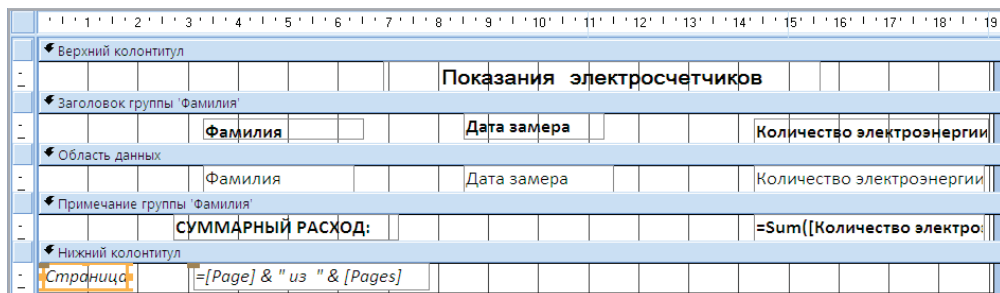 1 2 3 4 5 6 7 8 9 10 11 12 13 14 15 16 17 18 19
Верхний колонтитул
Показания электросчетчиков
Заголовок группы 'Фамилия'
Фамилия Дата замера Количество электроэнергии
Область данных
Фамилия Дата замера Количество электроэнергии
Примечание группы 'Фамилия'
СУММАРНЫЙ РАСХОД: =Sum([Количество электро
Нижний колонтитул
Страница =[Page] & " из " & [Pages]